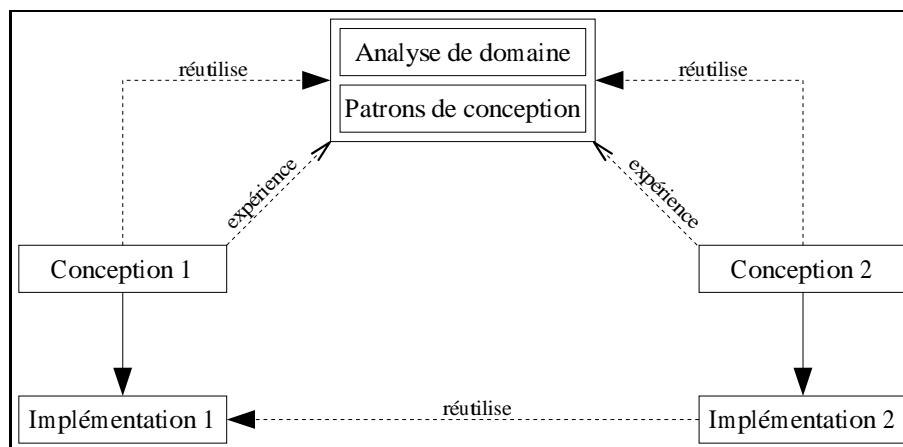 Analyse de domaine
réutilise
réutilise
Patrons de conception
expérience
expérience
Conception 1
Conception 2
Implémentation 1
réutilise
Implémentation 2